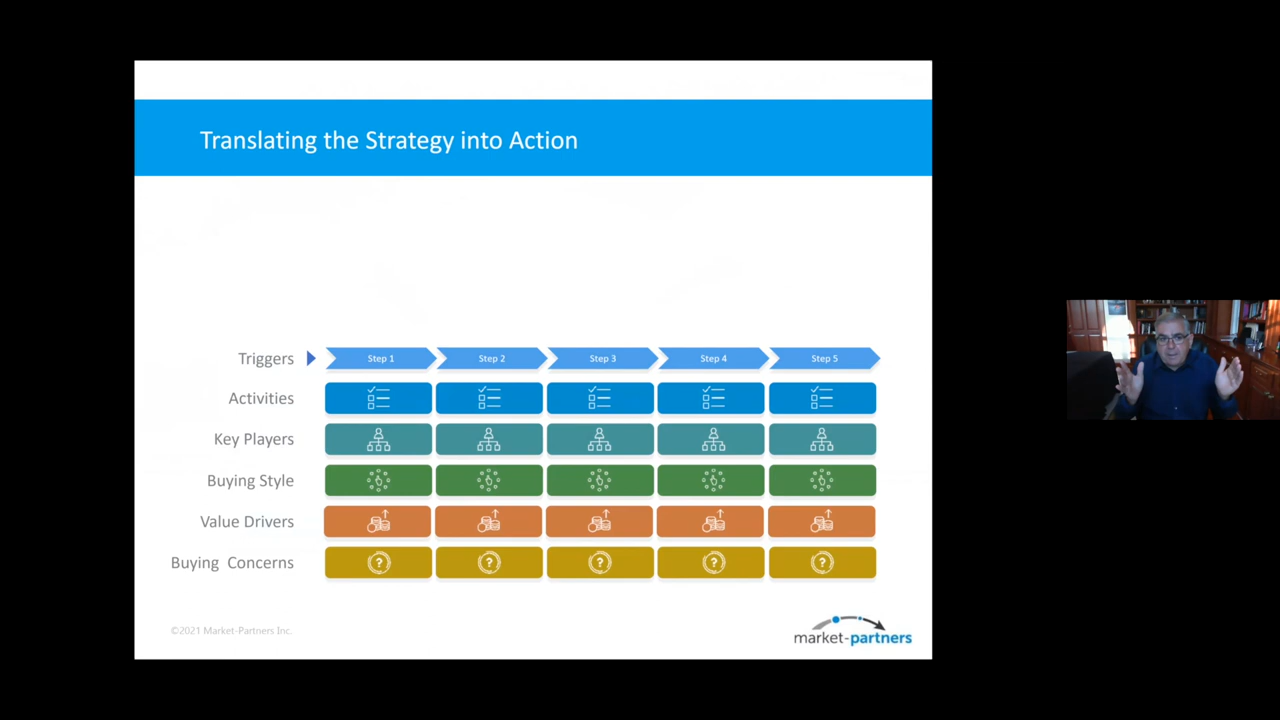 Translating the Strategy into Action
Triggers Step 1 Step 2 Step 3 Step 4 Step 5
Activities
Key Players
Buying Style
Value Drivers
Buying Concerns
? ? ? ? ?
©2021 Market-Partners Inc.
market-partners